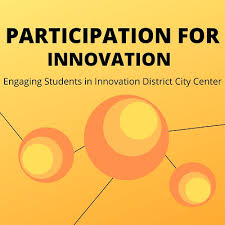 PARTICIPATION FOR
INNOVATION
Engaging Students in Innovation District City Center